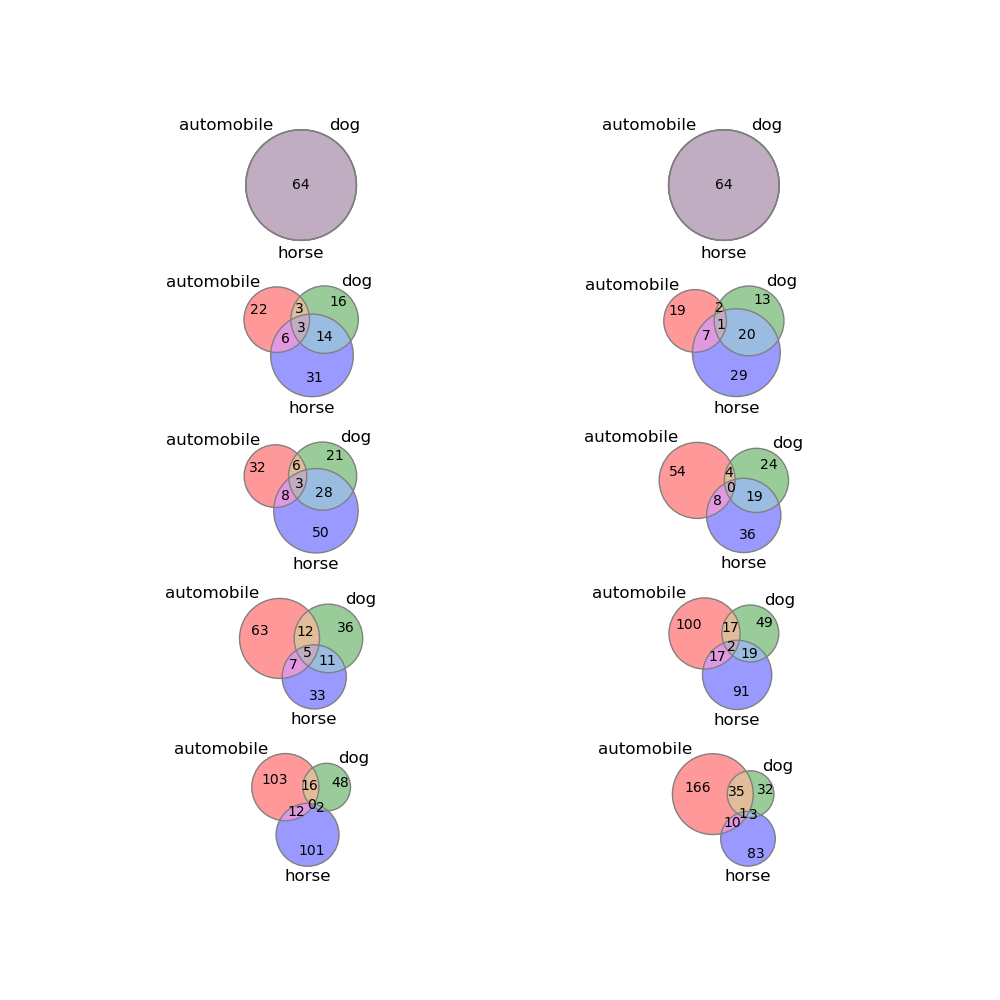 automobile dog
64
horse
automobile dog
64
horse
automobile dog
22 3 16
3
6 14
31
horse
automobile dog
19 2 13
1
7 20
29
horse
automobile dog
32 6 21
3
8 28
50
horse
automobile dog
54 4 24
0
8 19
36
horse
automobile dog
63 12 36
5
7 11
33
horse
automobile dog
100 17 49
2
17 19
91
horse
automobile dog
103 16 48
0
12 2
101
horse
automobile dog
166 35 32
1
10 3
83
horse